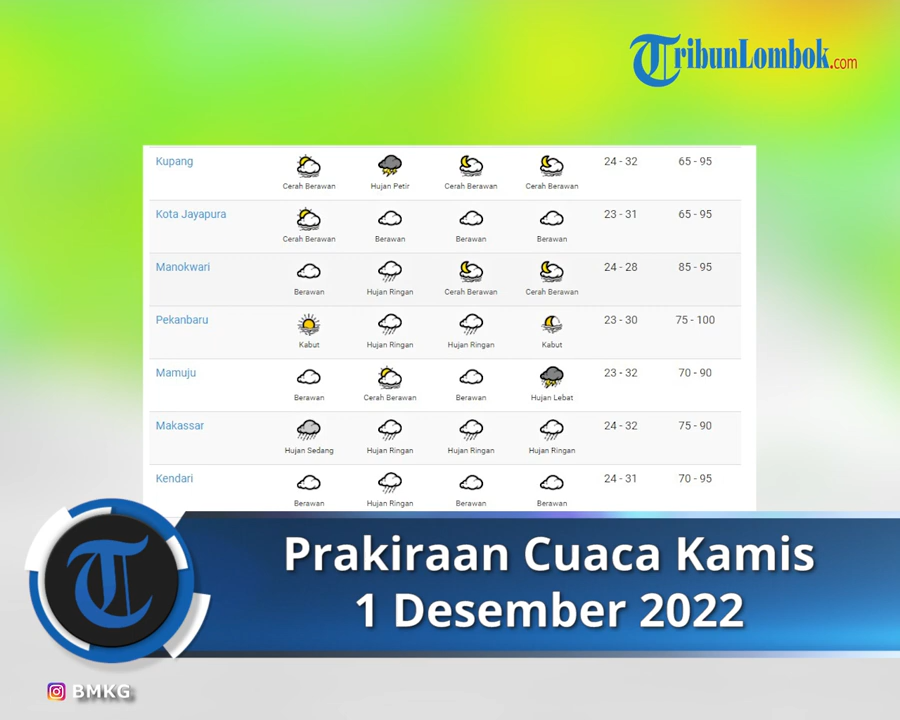 TribunLombok.com
Kupang
Cerah Berawan Hujan Petir Cerah Berawan Cerah Berawan
24 - 32 65 - 95
Kota Jayapura
Cerah Berawan Berawan Berawan Berawan
23 - 31 65 - 95
Manokwari
Berawan Hujan Ringan Cerah Berawan Cerah Berawan
24 - 28 85 - 95
Pekanbaru
Kabut Hujan Ringan Hujan Ringan Kabut
23 - 30 75 - 100
Mamuju
Berawan Cerah Berawan Berawan Hujan Lebat
23 - 32 70 - 90
Makassar
Hujan Sedang Hujan Ringan Hujan Ringan Hujan Ringan
24 - 32 75 - 90
Kendari
Berawan Hujan Ringan Berawan Berawan
24 - 31 70 - 95
T
Prakiraan Cuaca Kamis
1 Desember 2022
BMKG